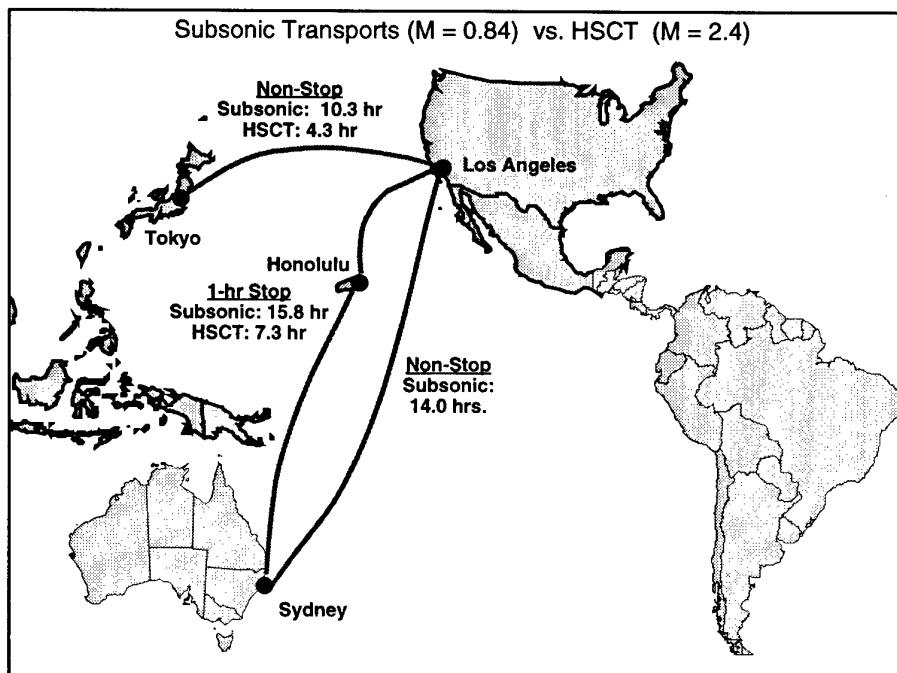 Subsonic Transports (M = 0.84) vs. HSCT (M = 2.4)
Non-Stop
Subsonic: 10.3 hr
HSCT: 4.3 hr
Los Angeles
Tokyo
Honolulu
1-hr Stop
Subsonic: 15.8 hr
HSCT: 7.3 hr
Non-Stop
Subsonic:
14.0 hrs.
Sydney